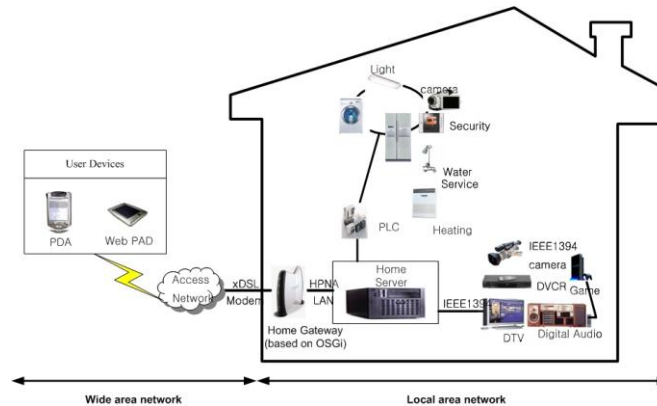 Light
camera
Security
Water
Service
PLC
Heating
User Devices
PDA
Web PAD
Access
Network
xDSL
Modem
HPNA
LAN
Home
Server
Home Gateway
(based on OSGi)
IEEE1394
IEEE1394
camera
DVCR
Game
DTV
Digital Audio
Wide area network
Local area network